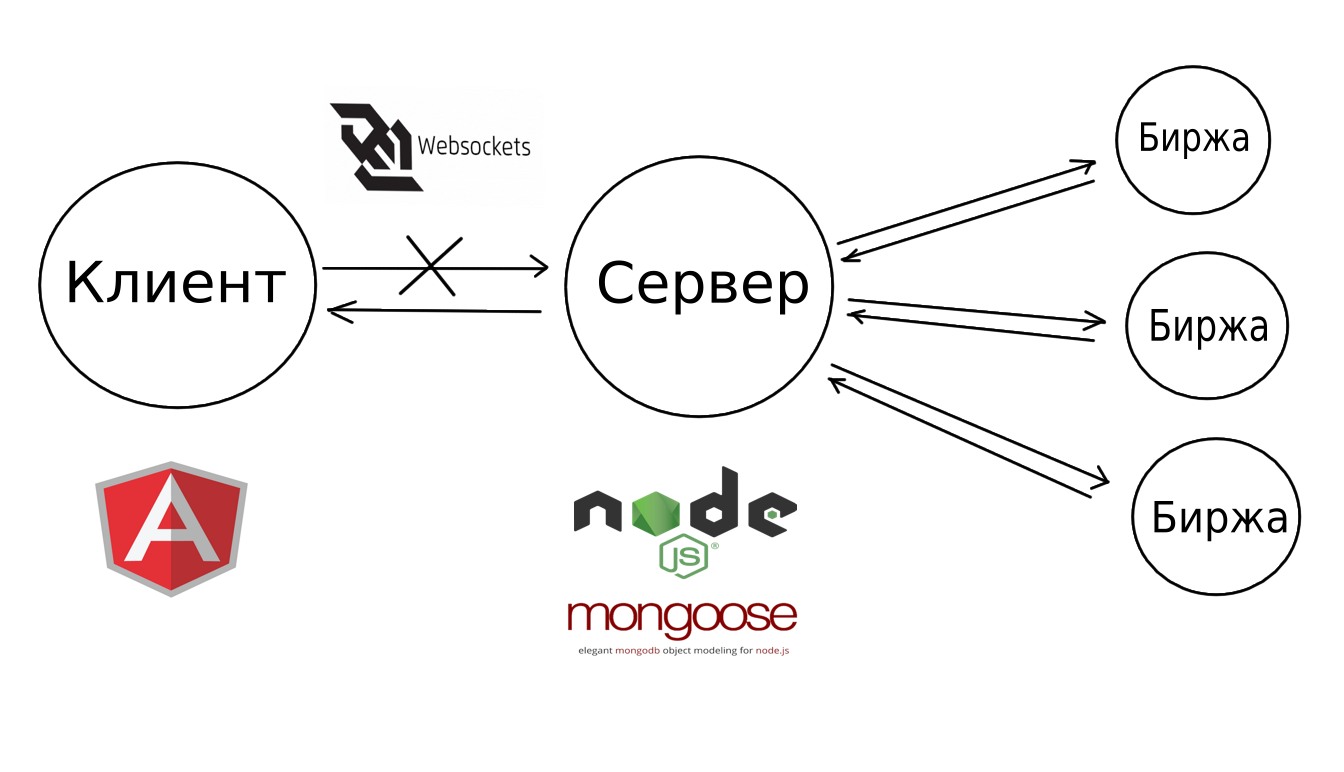 Websockets
Клиент
Сервер
Биржа
Биржа
Биржа
node
JS®
mongoose
elegant mongodb object modeling for node.js